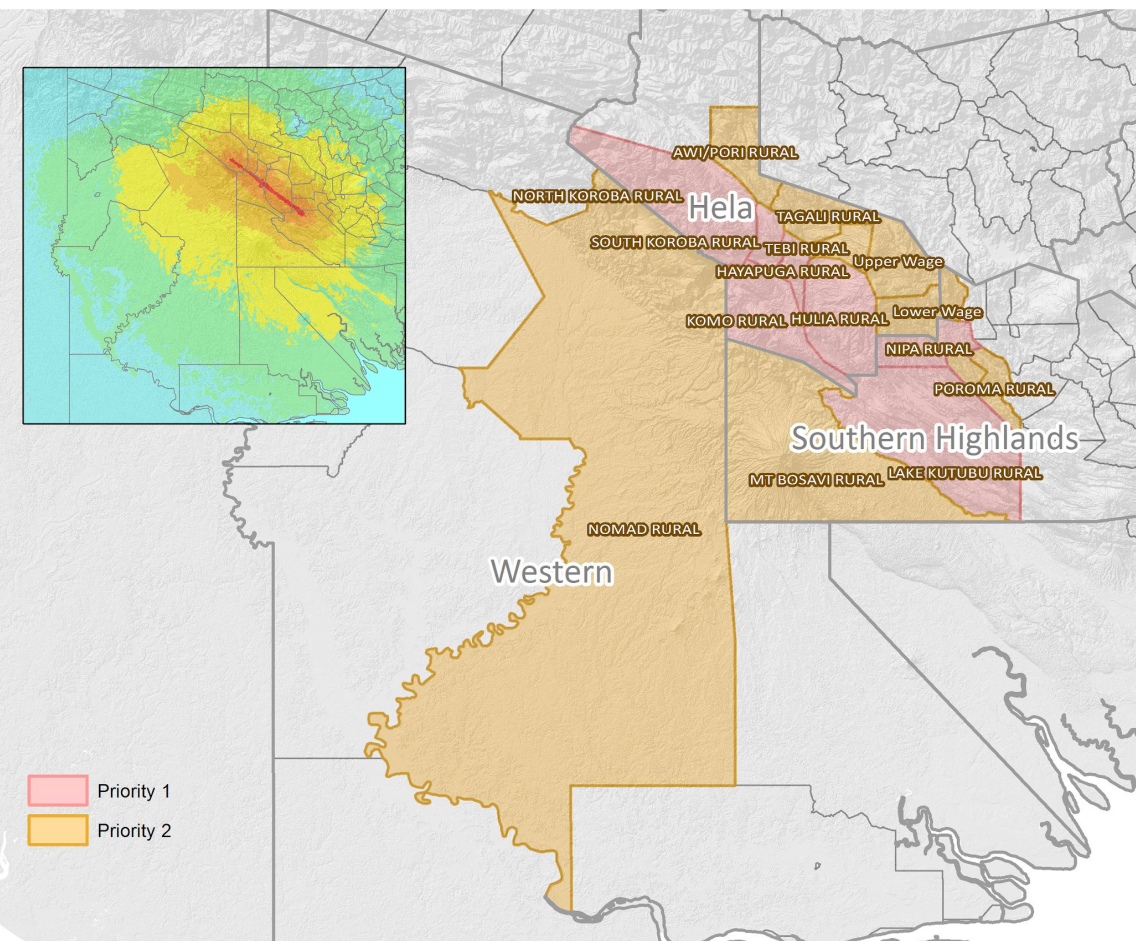 AWI/PORI RURAL
NORTH KOROBA RURAL
Hela
TAGALI RURAL
SOUTH KOROBA RURAL
TEBI RURAL
Upper Wage
HAYAPUGA RURAL
Lower Wage
KOMO RURAL
HULIA RURAL
NIPA RURAL
POROMA RURAL
Southern Highlands
LAKE KUTUBU RURAL
MT BOSAVI RURAL
NOMAD RURAL
Western
Priority 1
Priority 2